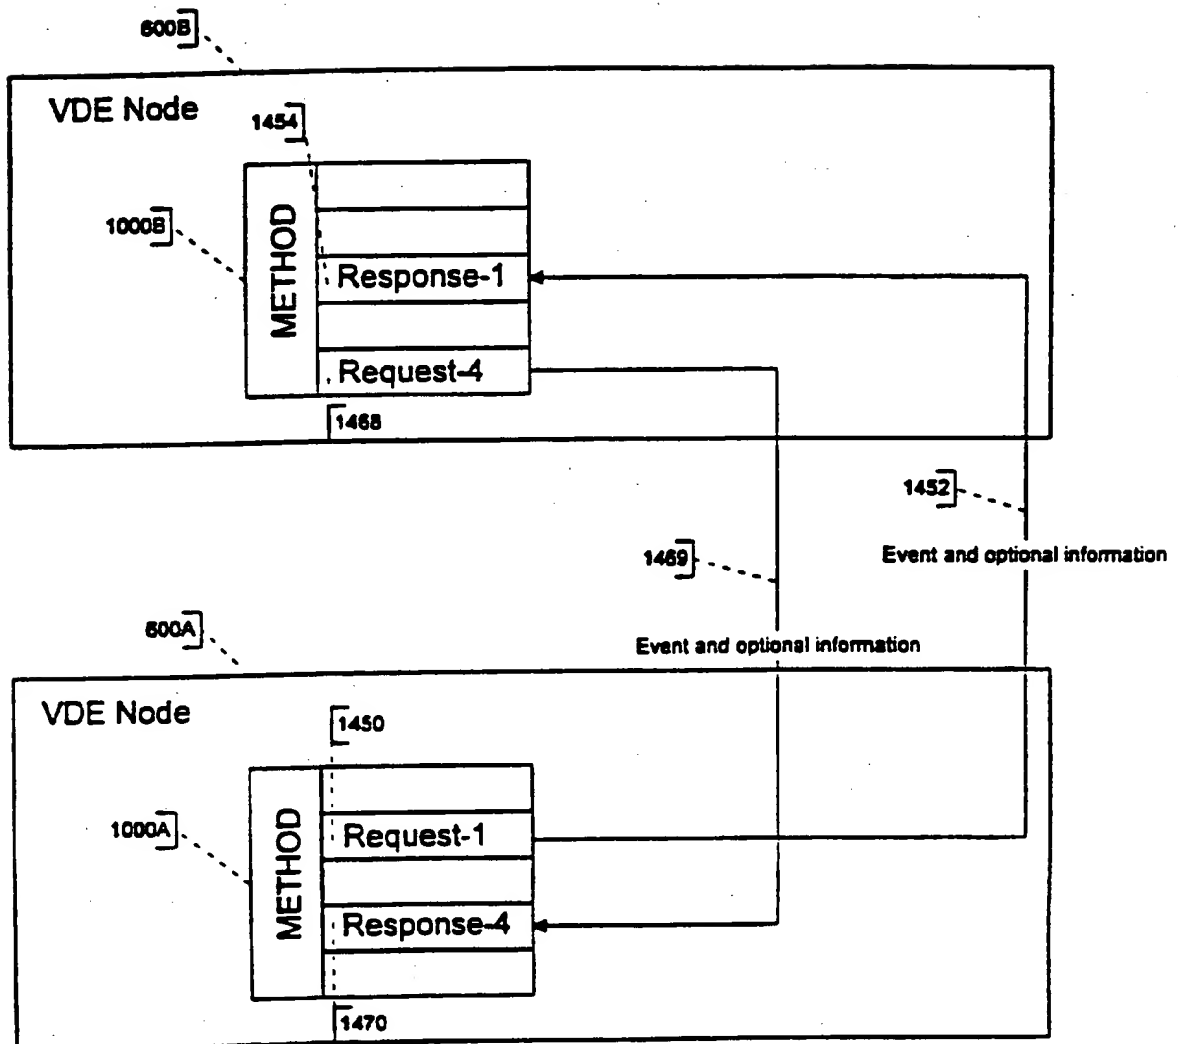 600B
VDE Node
1454
1000B
METHOD
Response-1
Request-4
1468
1452
Event and optional information
1469
600A
Event and optional information
VDE Node
1450
1000A
METHOD
Request-1
Response-4
1470